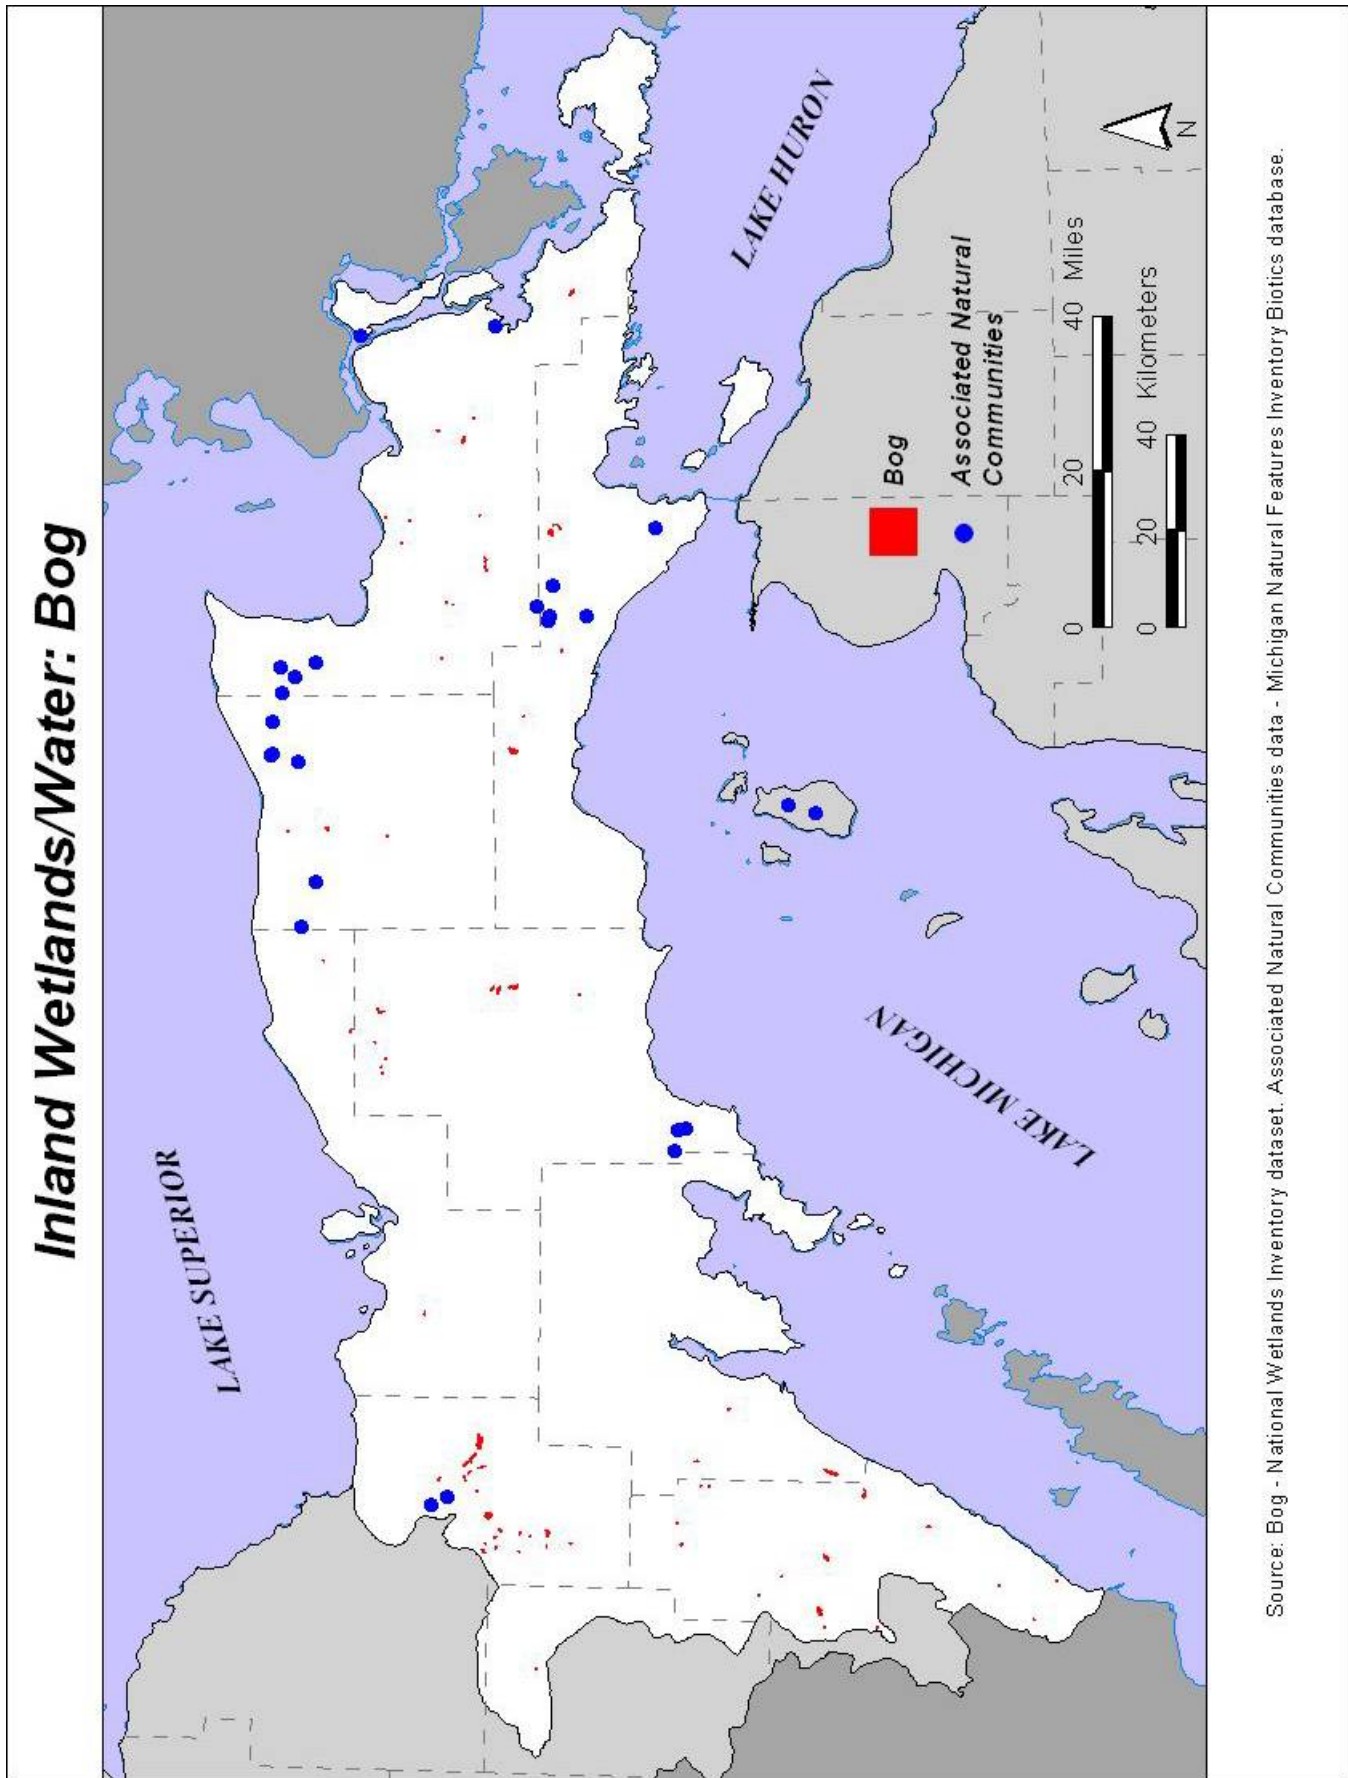 Inland Wetlands/Water: Bog
LAKE SUPERIOR
LAKE HURON
LAKE MICHIGAN
Bog
Associated Natural
Communities
0 20 40 Miles
0 20 40 Kilometers
N
Source: Bog - National Wetlands Inventory dataset. Associated Natural Communities data - Michigan Natural Features Inventory Biotics database.